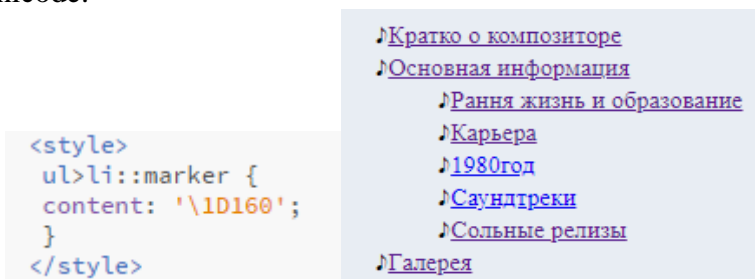 ♪Кратко о композиторе
♪Основная информация
♪Рання жизнь и образование
♪Карьера
♪1980год
♪Саундтреки
♪Сольные релизы
♪Галерея
<style>
ul>li::marker {
content: '\1D160';
}
</style>